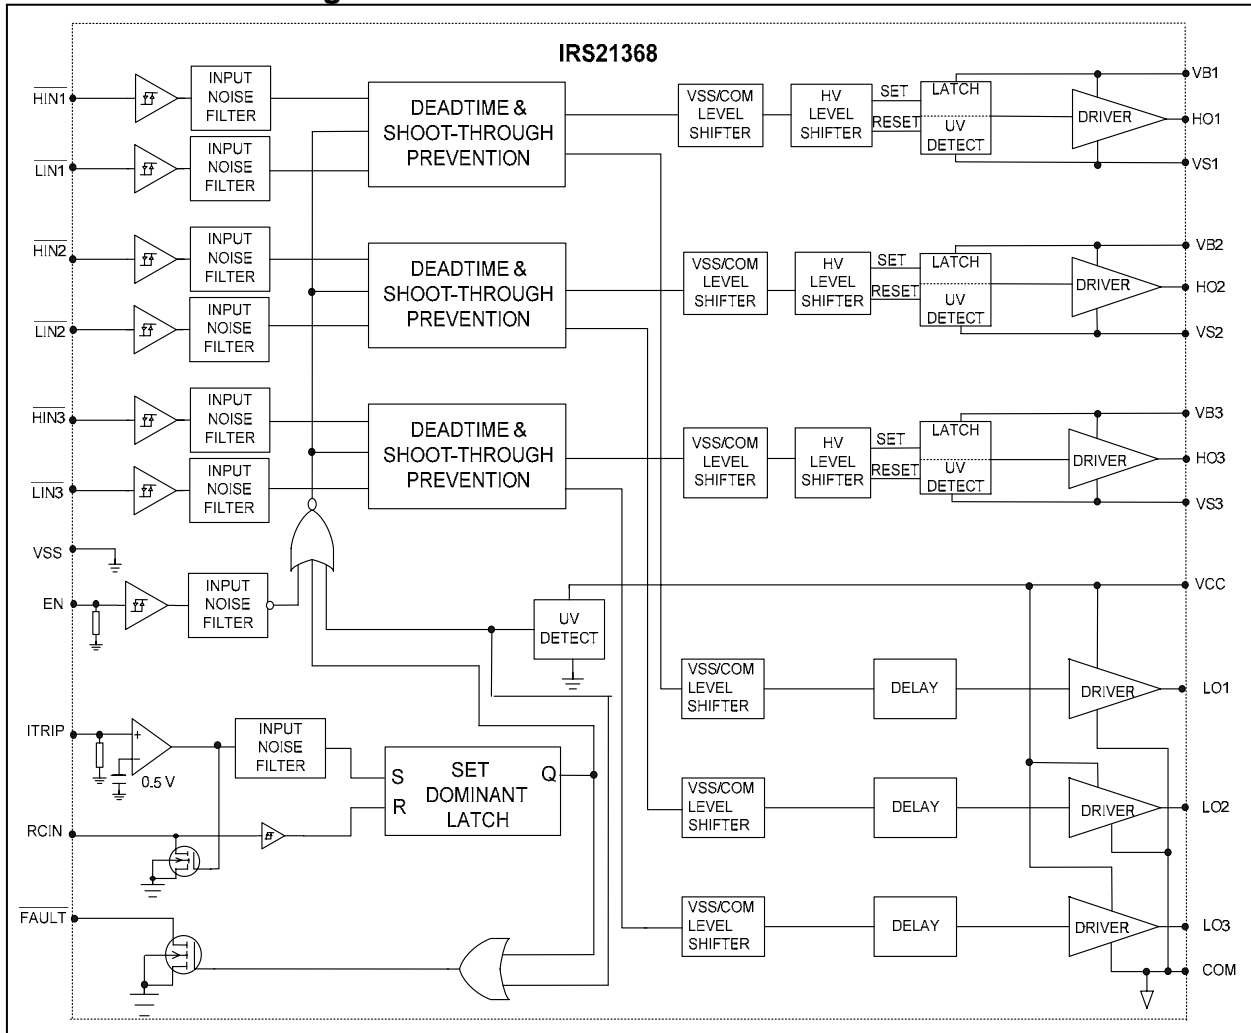 g
IRS21368
HIN1
INPUT
NOISE
FILTER
LIN1
INPUT
NOISE
FILTER
DEADTIME &
SHOOT-THROUGH
PREVENTION
VSS/COM
LEVEL
SHIFTER
HV
LEVEL
SHIFTER
SET
RESET
LATCH
UV
DETECT
DRIVER
VB1
HO1
VS1
HIN2
INPUT
NOISE
FILTER
LIN2
INPUT
NOISE
FILTER
DEADTIME &
SHOOT-THROUGH
PREVENTION
VSS/COM
LEVEL
SHIFTER
HV
LEVEL
SHIFTER
SET
RESET
LATCH
UV
DETECT
DRIVER
VB2
HO2
VS2
HIN3
INPUT
NOISE
FILTER
LIN3
INPUT
NOISE
FILTER
DEADTIME &
SHOOT-THROUGH
PREVENTION
VSS/COM
LEVEL
SHIFTER
HV
LEVEL
SHIFTER
SET
RESET
LATCH
UV
DETECT
DRIVER
VB3
HO3
VS3
VSS
EN
INPUT
NOISE
FILTER
UV
DETECT
VCC
VSS/COM
LEVEL
SHIFTER
DELAY
DRIVER
LO1
ITRIP
+
–
0.5 V
INPUT
NOISE
FILTER
S
R
SET
DOMINANT
LATCH
Q
RCIN
VSS/COM
LEVEL
SHIFTER
DELAY
DRIVER
LO2
FAULT
VSS/COM
LEVEL
SHIFTER
DELAY
DRIVER
LO3
COM